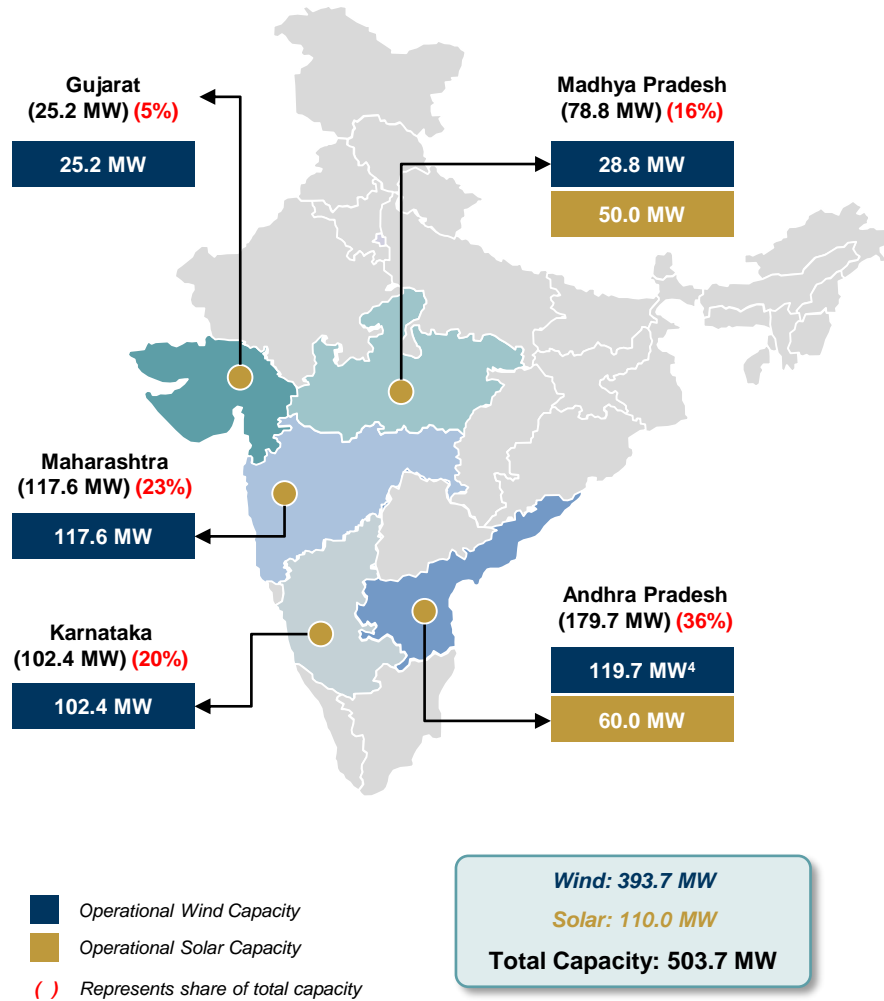 Gujarat
(25.2 MW) (5%)
25.2 MW
Madhya Pradesh
(78.8 MW) (16%)
28.8 MW
50.0 MW
Maharashtra
(117.6 MW) (23%)
117.6 MW
Karnataka
(102.4 MW) (20%)
102.4 MW
Andhra Pradesh
(179.7 MW) (36%)
119.7 MW⁴
60.0 MW
Operational Wind Capacity
Operational Solar Capacity
( ) Represents share of total capacity
Wind: 393.7 MW
Solar: 110.0 MW
Total Capacity: 503.7 MW